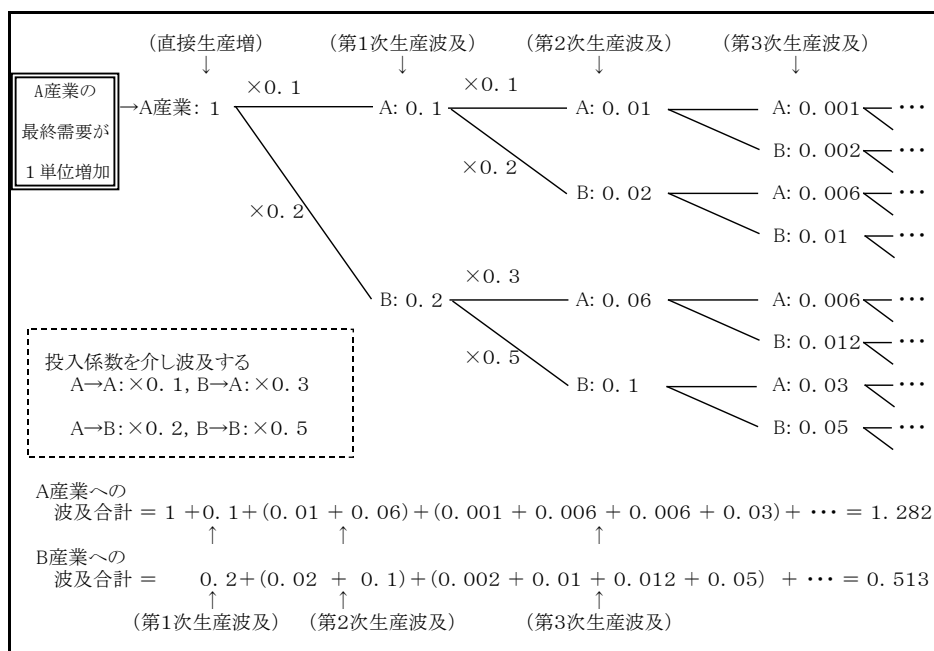 (直接生産増) (第1次生産波及) (第2次生産波及) (第3次生産波及)
↓ ↓ ↓ ↓
A産業の
最終需要が
1単位増加
→A産業: 1
×0. 1
A: 0. 1
×0. 1
A: 0. 01
A: 0. 001 ・・・
B: 0. 002 ・・・
×0. 2
B: 0. 02
A: 0. 006 ・・・
B: 0. 01 ・・・
×0. 2
B: 0. 2
×0. 3
A: 0. 06
A: 0. 006 ・・・
B: 0. 012 ・・・
×0. 5
B: 0. 1
A: 0. 03 ・・・
B: 0. 05 ・・・
投入係数を介し波及する
A→A: ×0. 1, B→A: ×0. 3
A→B: ×0. 2, B→B: ×0. 5
A産業への
波及合計 = 1 +0. 1+(0. 01 + 0. 06)+(0. 001 + 0. 006 + 0. 006 + 0. 03)+ ・・・ = 1. 282
↑ ↑ ↑
B産業への
波及合計 = 0. 2+(0. 02 + 0. 1)+(0. 002 + 0. 01 + 0. 012 + 0. 05) + ・・・ = 0. 513
↑ ↑ ↑
(第1次生産波及) (第2次生産波及) (第3次生産波及)